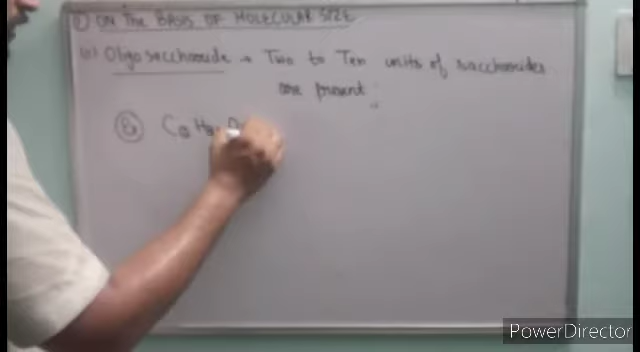 ON THE BASIS OF MOLECULAR SIZE
(a) Oligosaccharide → Two to Ten units of saccharides
are present
PowerDirector